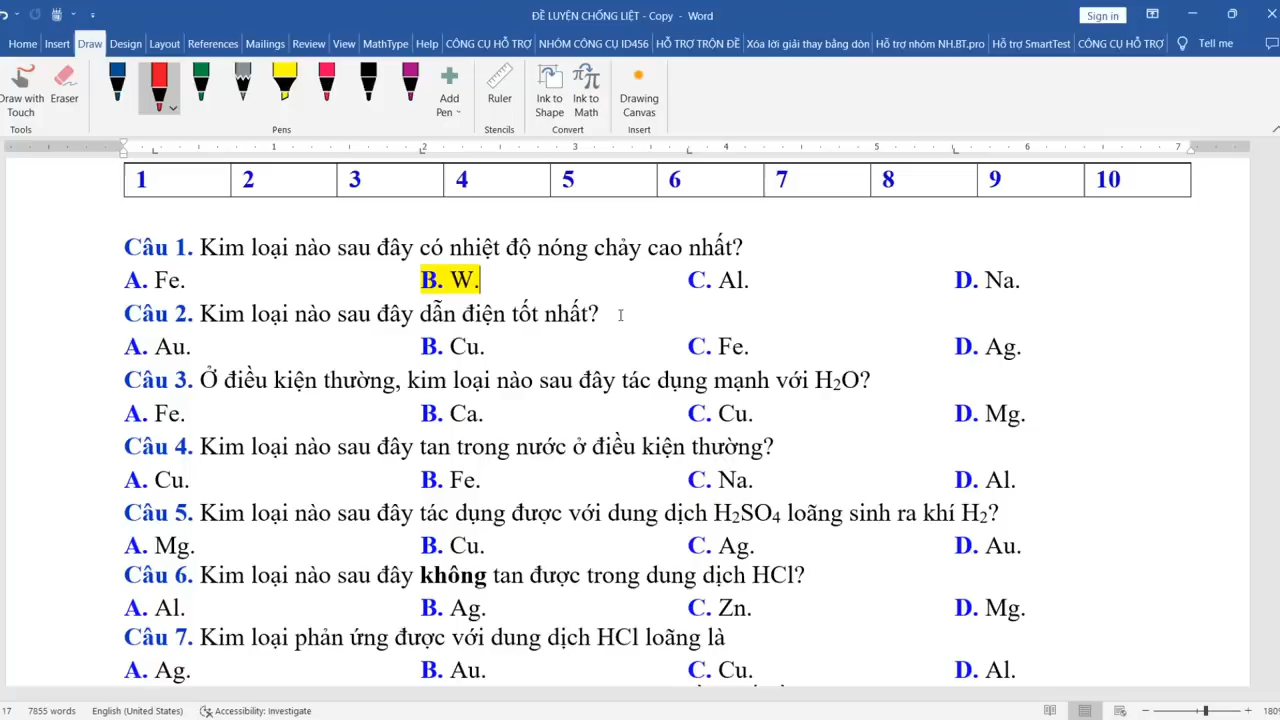 ĐỀ LUYỆN CHỐNG LIỆT - Copy - Word
Sign in
Home Insert Draw Design Layout References Mailings Review View MathType Help CÔNG CỤ HỖ TRỢ NHÓM CÔNG CỤ ID456 HỖ TRỢ TRỘN ĐỀ Xóa lời giải thay bằng dòn Hỗ trợ nhóm NH.BT.pro Hỗ trợ SmartTest CÔNG CỤ HỖ TRỢ Tell me
Draw with Touch
Eraser
Add Pen
Ruler
Ink to Shape
Ink to Math
Drawing Canvas
Tools Pens Stencils Convert Insert
1 2 3 4 5 6 7
1 2 3 4 5 6 7 8 9 10
Câu 1. Kim loại nào sau đây có nhiệt độ nóng chảy cao nhất?
A. Fe. B. W. C. Al. D. Na.
Câu 2. Kim loại nào sau đây dẫn điện tốt nhất?
A. Au. B. Cu. C. Fe. D. Ag.
Câu 3. Ở điều kiện thường, kim loại nào sau đây tác dụng mạnh với H₂O?
A. Fe. B. Ca. C. Cu. D. Mg.
Câu 4. Kim loại nào sau đây tan trong nước ở điều kiện thường?
A. Cu. B. Fe. C. Na. D. Al.
Câu 5. Kim loại nào sau đây tác dụng được với dung dịch H₂SO₄ loãng sinh ra khí H₂?
A. Mg. B. Cu. C. Ag. D. Au.
Câu 6. Kim loại nào sau đây không tan được trong dung dịch HCl?
A. Al. B. Ag. C. Zn. D. Mg.
Câu 7. Kim loại phản ứng được với dung dịch HCl loãng là
A. Ag. B. Au. C. Cu. D. Al.
17 7855 words English (United States) Accessibility: Investigate 180%